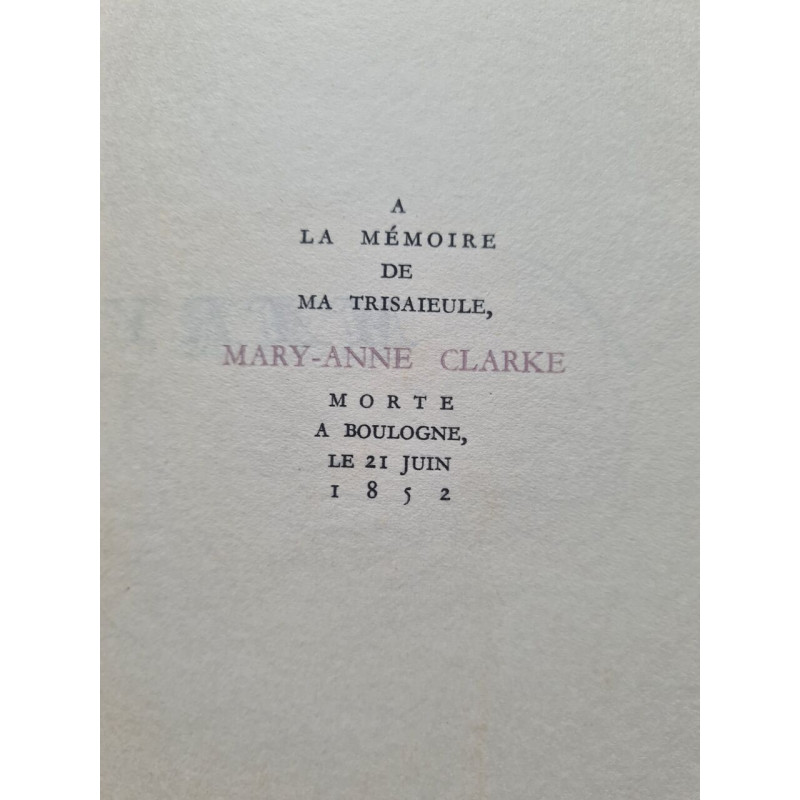 A
LA MÉMOIRE
DE
MA TRISAIEULE,
MARY-ANNE CLARKE
MORTE
A BOULOGNE,
LE 21 JUIN
1852